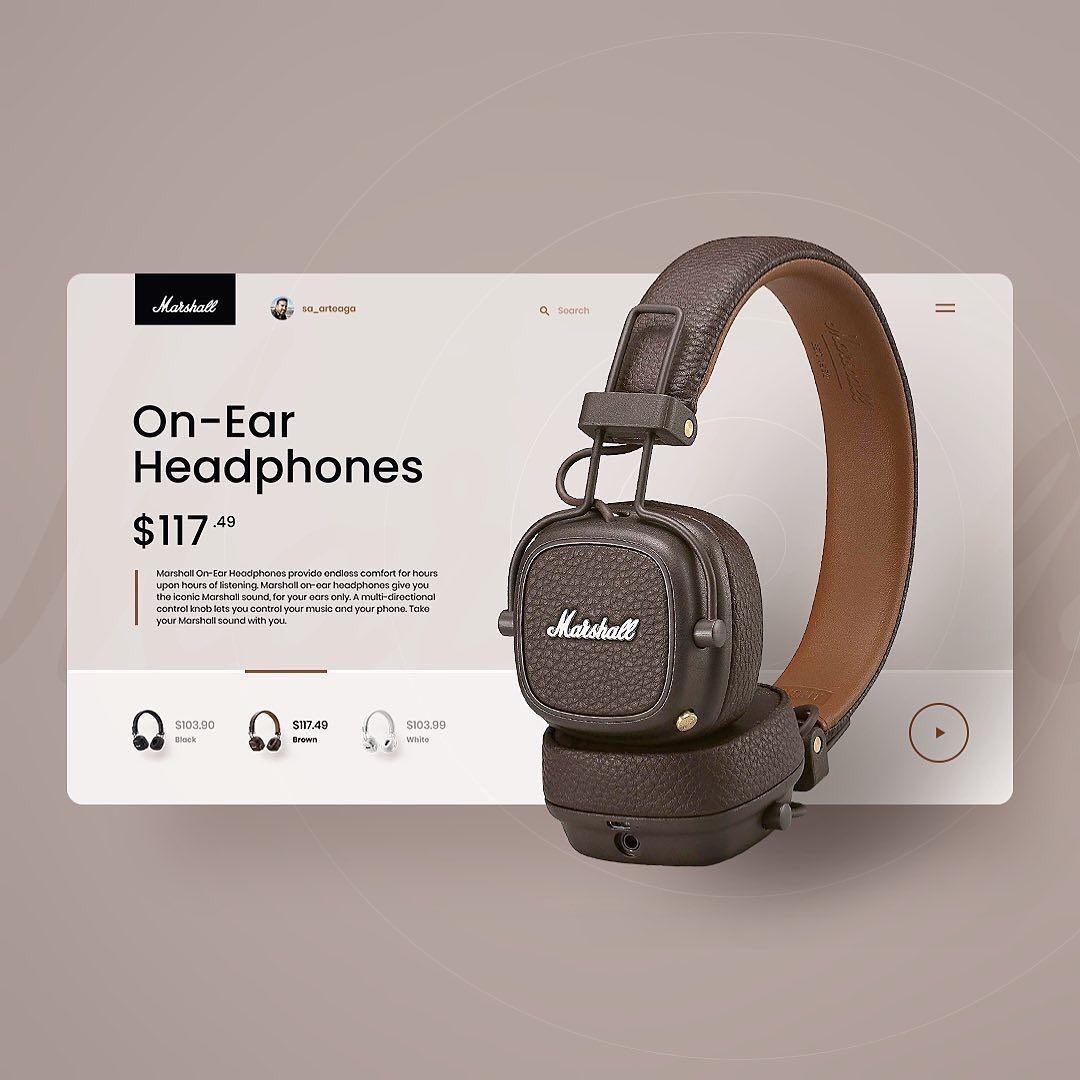 Marshall
sa_arteaga
Search
On-Ear
Headphones
$117.49
Marshall On-Ear Headphones provide endless comfort for hours
upon hours of listening. Marshall on-ear headphones give you
the iconic Marshall sound, for your ears only. A multi-directional
control knob lets you control your music and your phone. Take
your Marshall sound with you.
Marshall
Marshall
$103.90
Black
$117.49
Brown
$103.99
White